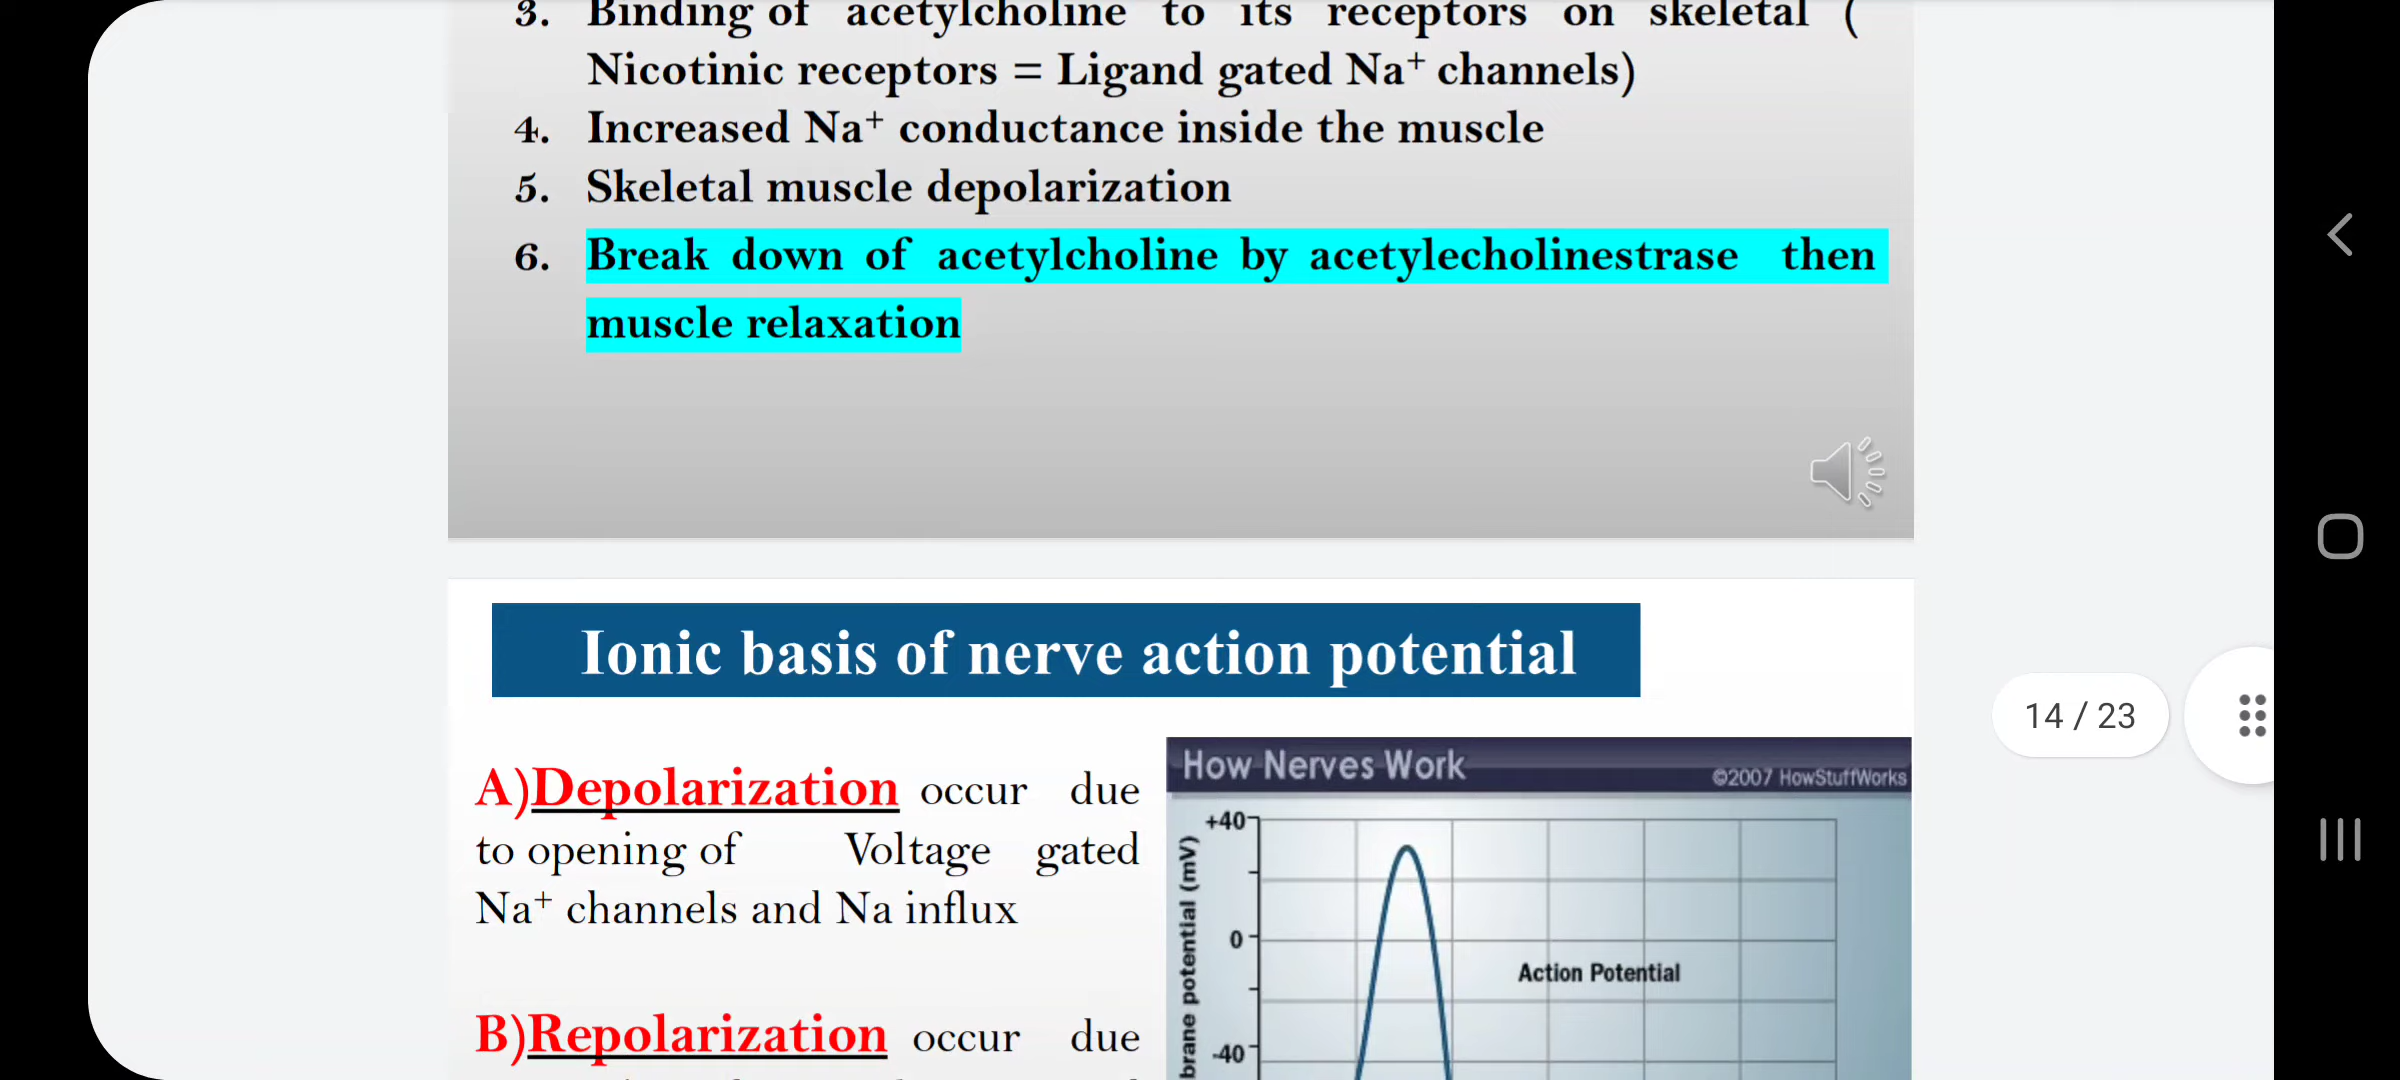 3. Binding of acetylcholine to its receptors on skeletal (
Nicotinic receptors = Ligand gated Na⁺ channels)
4. Increased Na⁺ conductance inside the muscle
5. Skeletal muscle depolarization
6. Break down of acetylcholine by acetylecholinestrase then
muscle relaxation
Ionic basis of nerve action potential
14 / 23
A)Depolarization occur due
to opening of Voltage gated
Na⁺ channels and Na influx
B)Repolarization occur due
How Nerves Work
©2007 HowStuffWorks
+40
0
-40
brane potential (mV)
Action Potential